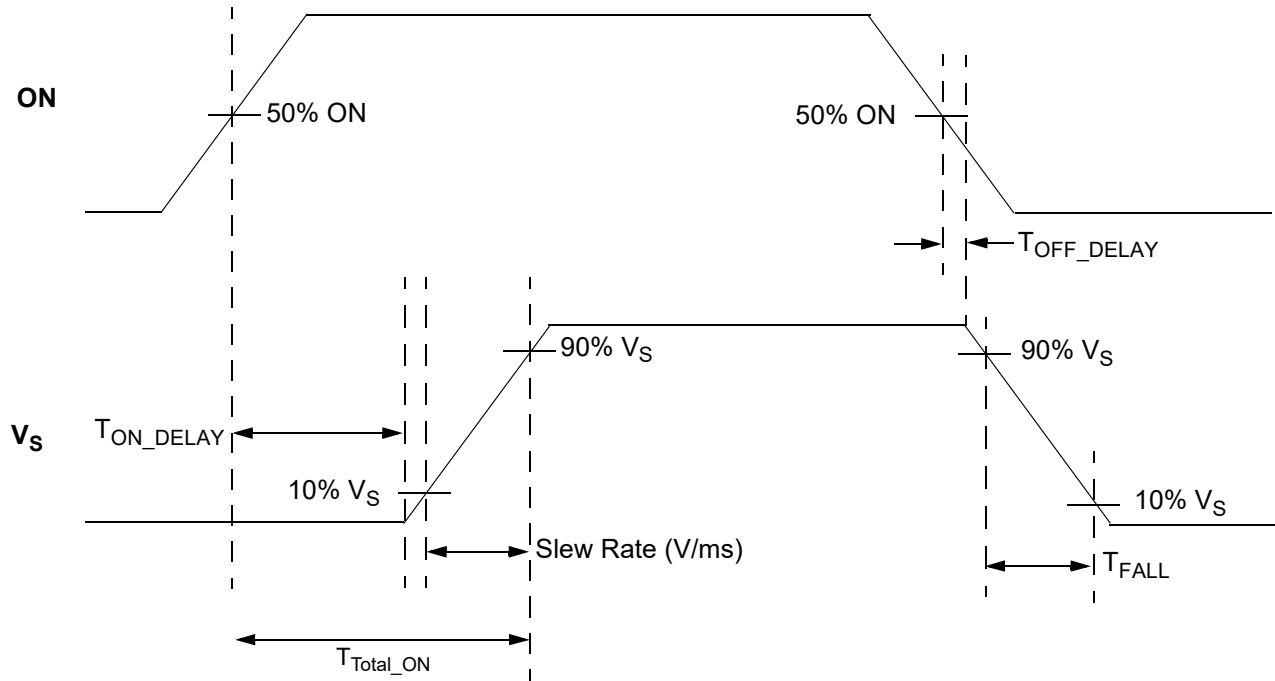 ON
50% ON
50% ON
TOFF_DELAY
90% VS
90% VS
VS
TON_DELAY
10% VS
10% VS
Slew Rate (V/ms)
TFALL
TTotal_ON